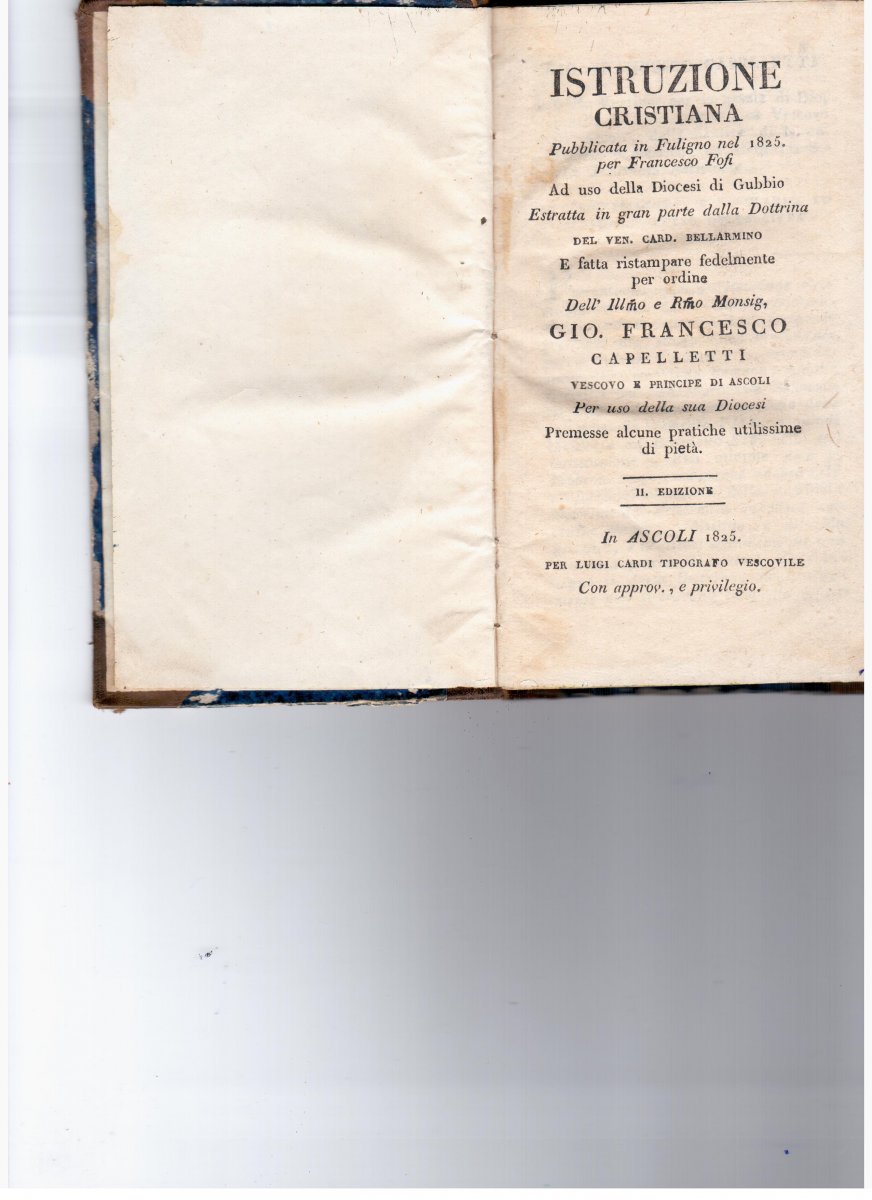 ISTRUZIONE
CRISTIANA
Pubblicata in Fuligno nel 1825.
per Francesco Fofi
Ad uso della Diocesi di Gubbio
Estratta in gran parte dalla Dottrina
DEL VEN. CARD. BELLARMINO
E fatta ristampare fedelmente
per ordine
Dell' Illm̃o e Rm̃o Monsig,
GIO. FRANCESCO
CAPELLETTI
VESCOVO E PRINCIPE DI ASCOLI
Per uso della sua Diocesi
Premesse alcune pratiche utilissime
di pietà.
II. EDIZIONE
In ASCOLI 1825.
PER LUIGI CARDI TIPOGRAFO VESCOVILE
Con approv., e privilegio.